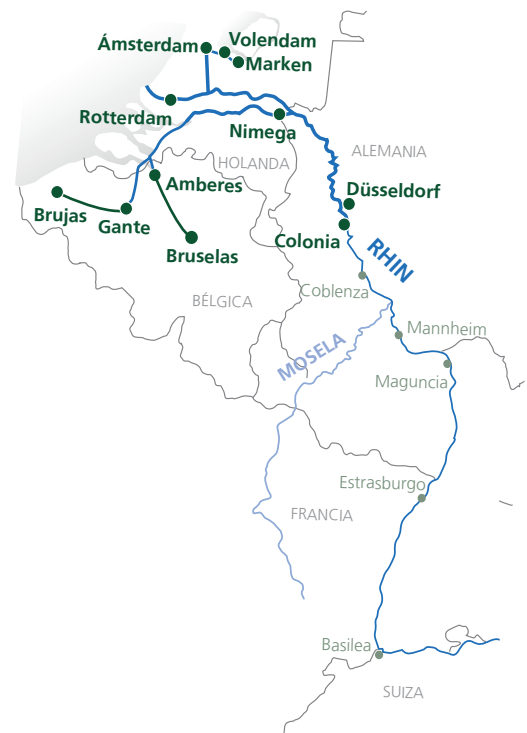 Ámsterdam
Volendam
Marken
Rotterdam
Nimega
HOLANDA
ALEMANIA
Amberes
Düsseldorf
Brujas
Gante
Colonia
Bruselas
RHIN
Coblenza
BÉLGICA
Mannheim
MOSELA
Maguncia
Estrasburgo
FRANCIA
Basilea
SUIZA